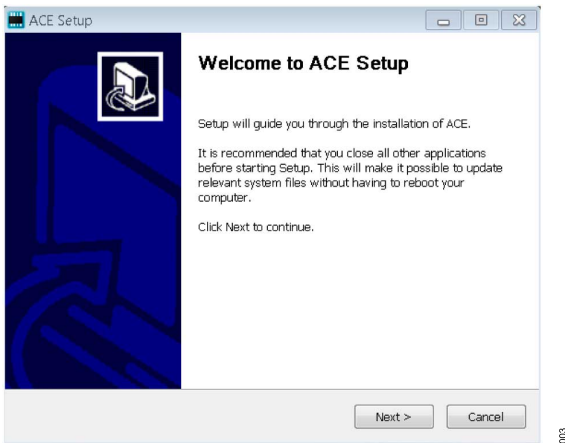 ACE Setup
Welcome to ACE Setup
Setup will guide you through the installation of ACE.
It is recommended that you close all other applications
before starting Setup. This will make it possible to update
relevant system files without having to reboot your
computer.
Click Next to continue.
Next >
Cancel
003